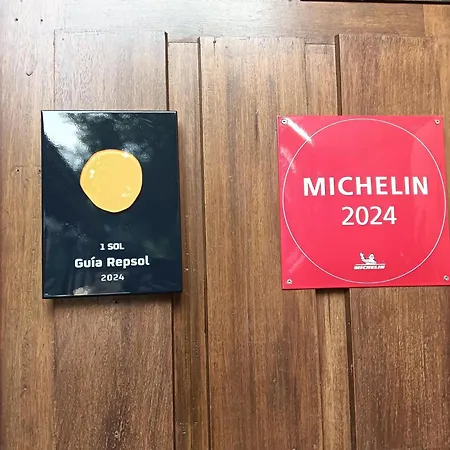 1 SOL
Guía Repsol
2024
MICHELIN
2024
MICHELIN